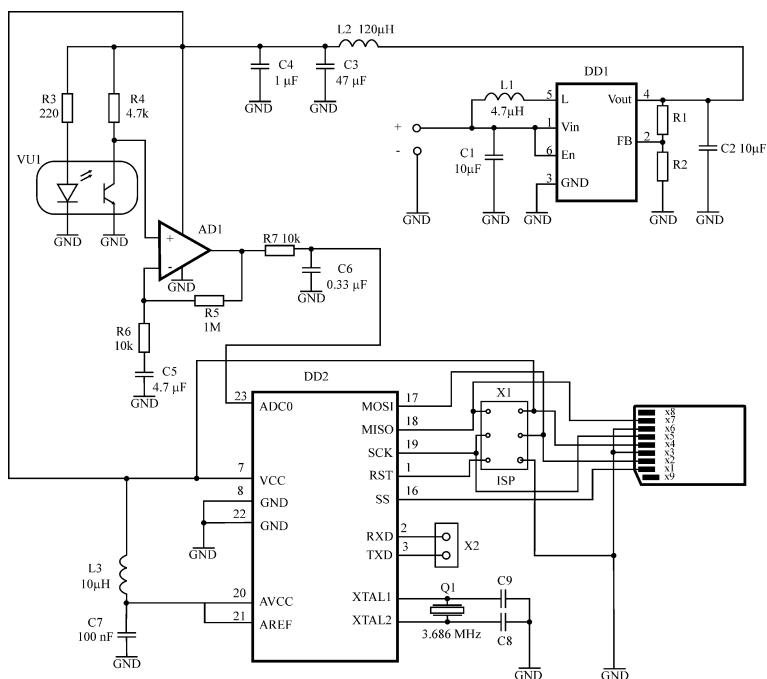 L2 120μH
C4
1 μF
GND
C3
47 μF
GND
R3
220
R4
4.7k
VU1
GND
GND
L1
4.7μH
DD1
5
L
Vout
4
+
1
Vin
R1
-
6
En
FB
2
C1
10μF
R2
C2 10μF
3
GND
GND
GND
GND
GND
GND
AD1
+
-
GND
R7 10k
C6
0.33 μF
GND
R5
1M
R6
10k
C5
4.7 μF
GND
DD2
23
ADC0
7
VCC
8
GND
22
GND
GND
20
AVCC
21
AREF
MOSI
17
MISO
18
SCK
19
RST
1
SS
16
RXD
2
TXD
3
XTAL1
XTAL2
X1
ISP
X2
Q1
3.686 MHz
C9
C8
GND
GND
x8
x7
x6
x5
x4
x3
x2
x1
x9
L3
10μH
C7
100 nF
GND